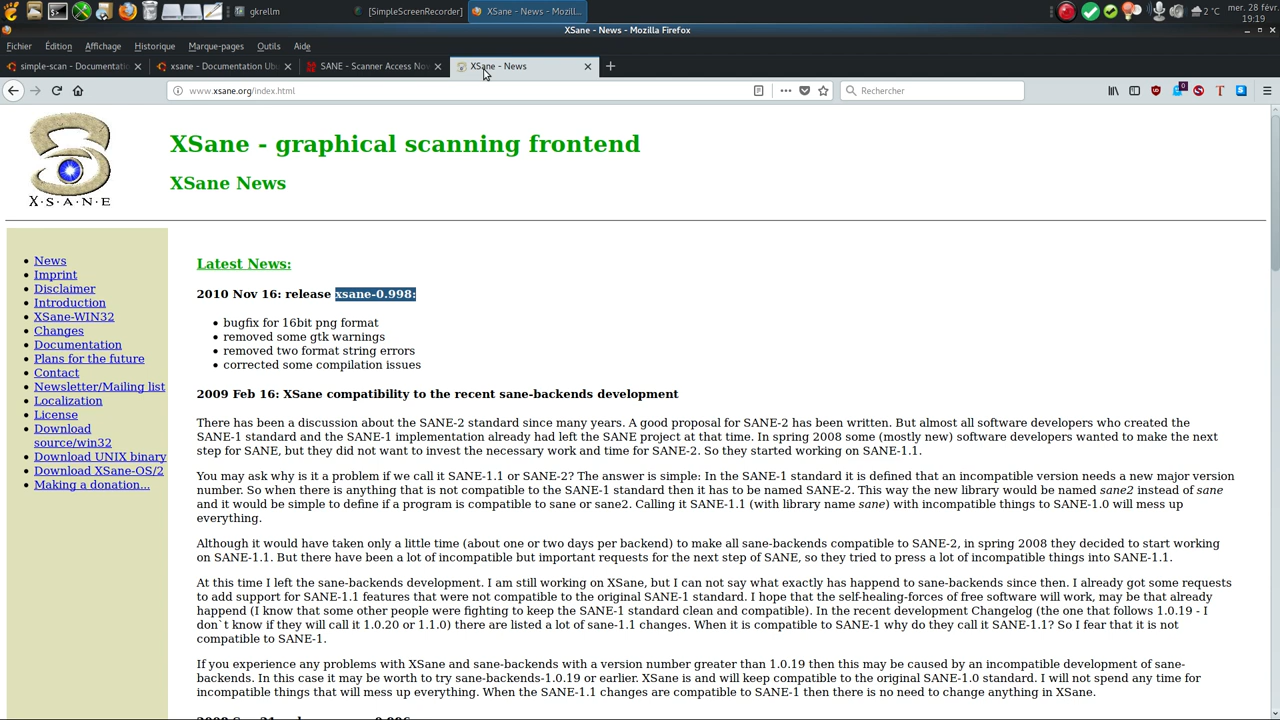 gkrellm
[SimpleScreenRecorder]
XSane - News - Mozill...
2 °C
mer. 28 févr.
19:19
XSane - News - Mozilla Firefox
Fichier Édition Affichage Historique Marque-pages Outils Aide
simple-scan - Documentatio
xsane - Documentation Ubu
SANE - Scanner Access Now
XSane - News
www.xsane.org/index.html
Rechercher
0
X·S·A·N·E
XSane - graphical scanning frontend
XSane News
News
Imprint
Disclaimer
Introduction
XSane-WIN32
Changes
Documentation
Plans for the future
Contact
Newsletter/Mailing list
Localization
License
Download
source/win32
Download UNIX binary
Download XSane-OS/2
Making a donation...
Latest News:
2010 Nov 16: release xsane-0.998:
bugfix for 16bit png format
removed some gtk warnings
removed two format string errors
corrected some compilation issues
2009 Feb 16: XSane compatibility to the recent sane-backends development
There has been a discussion about the SANE-2 standard since many years. A good proposal for SANE-2 has been written. But almost all software developers who created the
SANE-1 standard and the SANE-1 implementation already had left the SANE project at that time. In spring 2008 some (mostly new) software developers wanted to make the next
step for SANE, but they did not want to invest the necessary work and time for SANE-2. So they started working on SANE-1.1.
You may ask why is it a problem if we call it SANE-1.1 or SANE-2? The answer is simple: In the SANE-1 standard it is defined that an incompatible version needs a new major version
number. So when there is anything that is not compatible to the SANE-1 standard then it has to be named SANE-2. This way the new library would be named sane2 instead of sane
and it would be simple to define if a program is compatible to sane or sane2. Calling it SANE-1.1 (with library name sane) with incompatible things to SANE-1.0 will mess up
everything.
Although it would have taken only a little time (about one or two days per backend) to make all sane-backends compatible to SANE-2, in spring 2008 they decided to start working
on SANE-1.1. But there have been a lot of incompatible but important requests for the next step of SANE, so they tried to press a lot of incompatible things into SANE-1.1.
At this time I left the sane-backends development. I am still working on XSane, but I can not say what exactly has happend to sane-backends since then. I already got some requests
to add support for SANE-1.1 features that were not compatible to the original SANE-1 standard. I hope that the self-healing-forces of free software will work, may be that already
happend (I know that some other people were fighting to keep the SANE-1 standard clean and compatible). In the recent development Changelog (the one that follows 1.0.19 - I
don`t know if they will call it 1.0.20 or 1.1.0) there are listed a lot of sane-1.1 changes. When it is compatible to SANE-1 why do they call it SANE-1.1? So I fear that it is not
compatible to SANE-1.
If you experience any problems with XSane and sane-backends with a version number greater than 1.0.19 then this may be caused by an incompatible development of sane-
backends. In this case it may be worth to try sane-backends-1.0.19 or earlier. XSane is and will keep compatible to the original SANE-1.0 standard. I will not spend any time for
incompatible things that will mess up everything. When the SANE-1.1 changes are compatible to SANE-1 then there is no need to change anything in XSane.